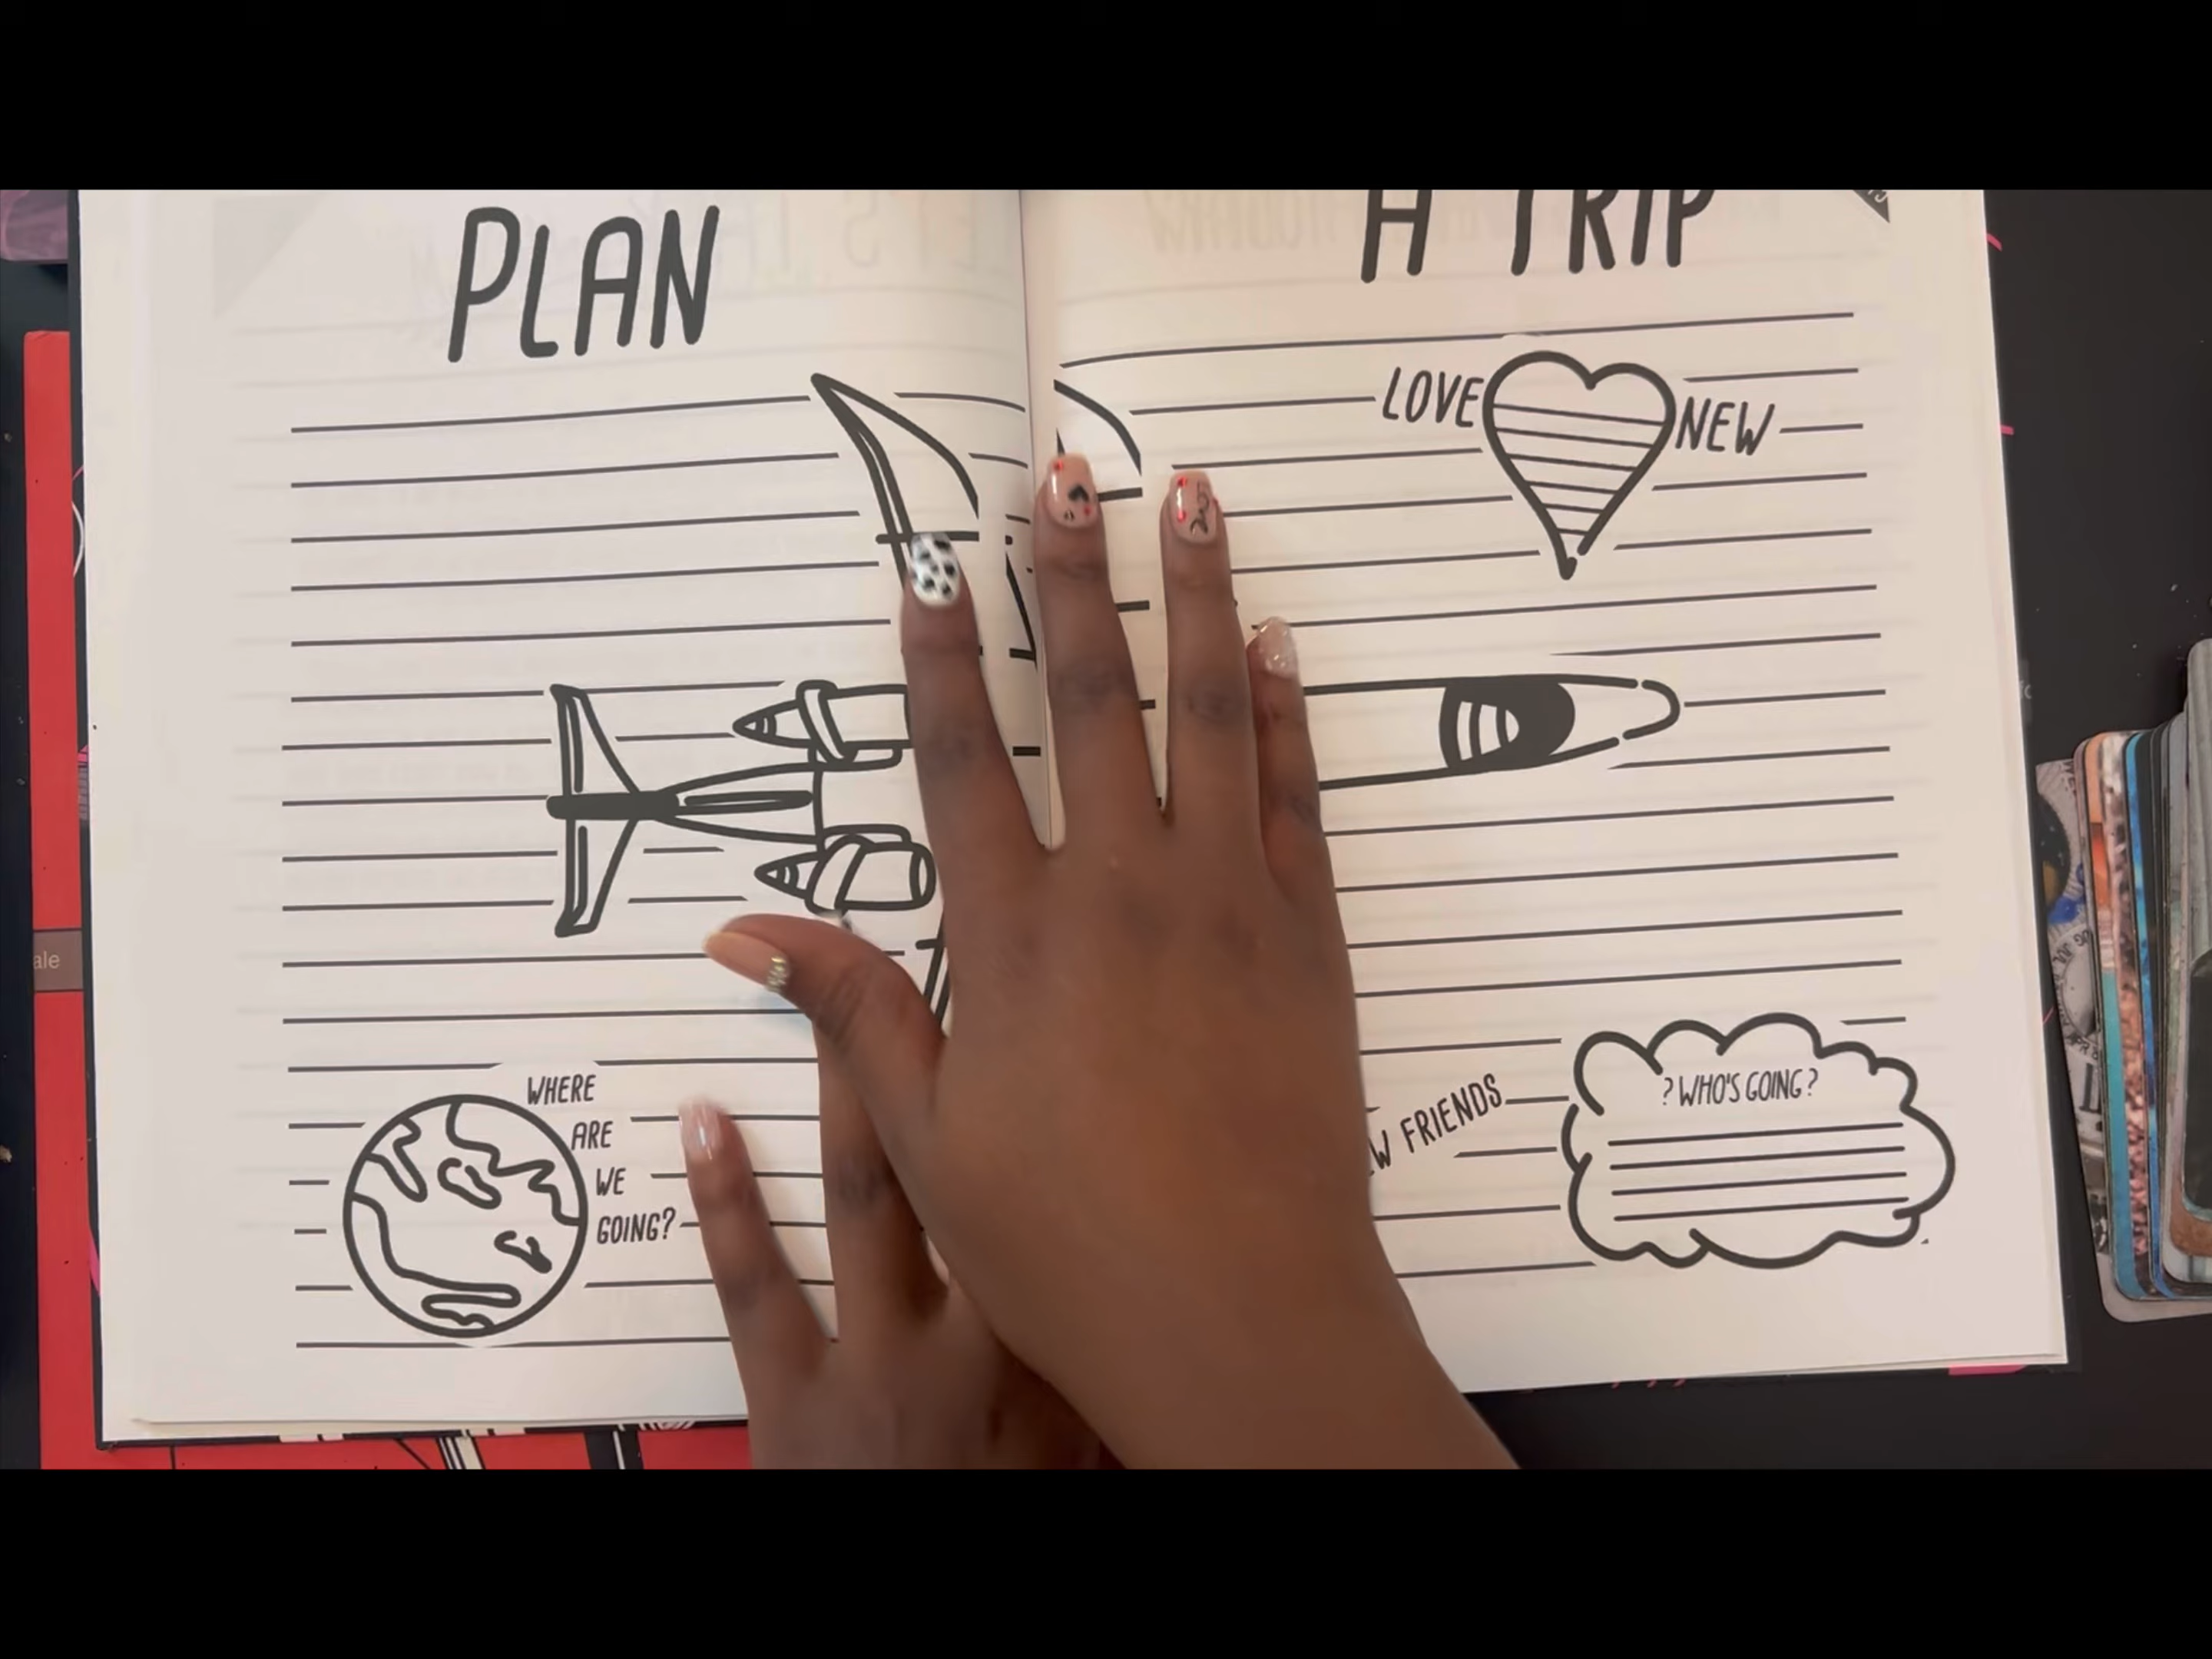 PLAN
A TRIP
LOVE
NEW
WHERE
ARE
WE
GOING?
FRIENDS
? WHO'S GOING?